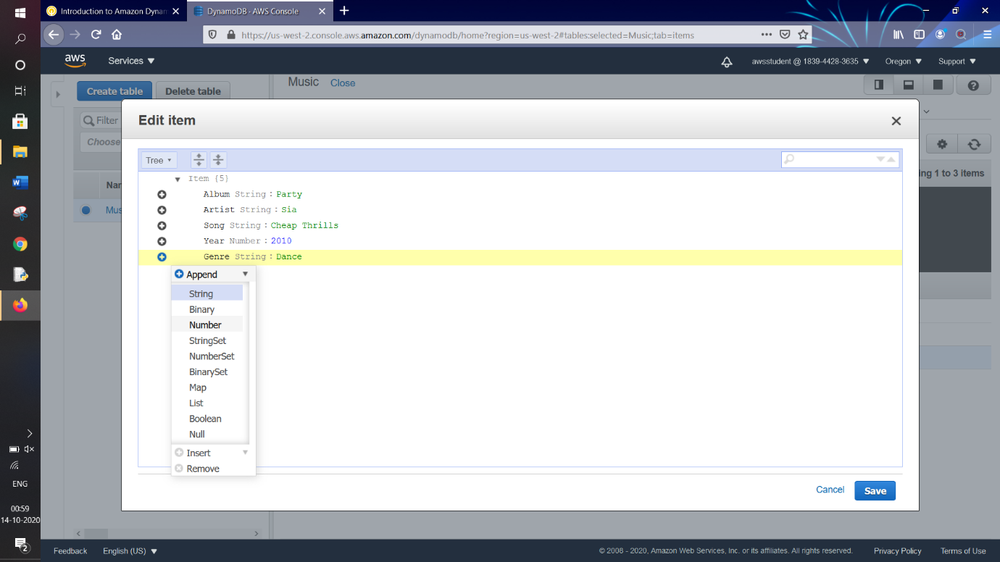 Introduction to Amazon Dynam
DynamoDB · AWS Console
https://us-west-2.console.aws.amazon.com/dynamodb/home?region=us-west-2#tables:selected=Music;tab=items
aws
Services
awsstudent @ 1839-4428-3635
Oregon
Support
Create table
Delete table
Music
Close
Filter
Choose
Nar
Mus
ing 1 to 3 items
Edit item
Tree
Item {5}
Album String : Party
Artist String : Sia
Song String : Cheap Thrills
Year Number : 2010
Genre String : Dance
Append
String
Binary
Number
StringSet
NumberSet
BinarySet
Map
List
Boolean
Null
Insert
Remove
Cancel
Save
ENG
00:59
14-10-2020
2
Feedback
English (US)
© 2008 - 2020, Amazon Web Services, Inc. or its affiliates. All rights reserved.
Privacy Policy
Terms of Use